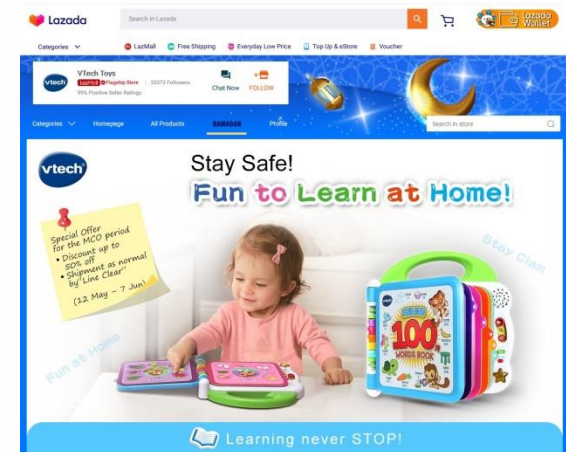 Lazada
Search in Lazada
Lazada
Wallet
Categories
LazMall
Free Shipping
Everyday Low Price
Top Up & eStore
Voucher
vtech
VTech Toys
LazMall Flagship Store
33373 Followers
99% Positive Seller Ratings
Chat Now
FOLLOW
Categories
Homepage
All Products
RAMADAN
Profile
Search in store
vtech
Stay Safe!
Fun to Learn at Home!
Special Offer
for the MCO period
• Discount up to
50% off
• Shipment as normal
by "Line Clear"
(12 May – 7 Jun)
Stay Clam
Fun at Home
vtech
100
WORDS BOOK
Learning never STOP!